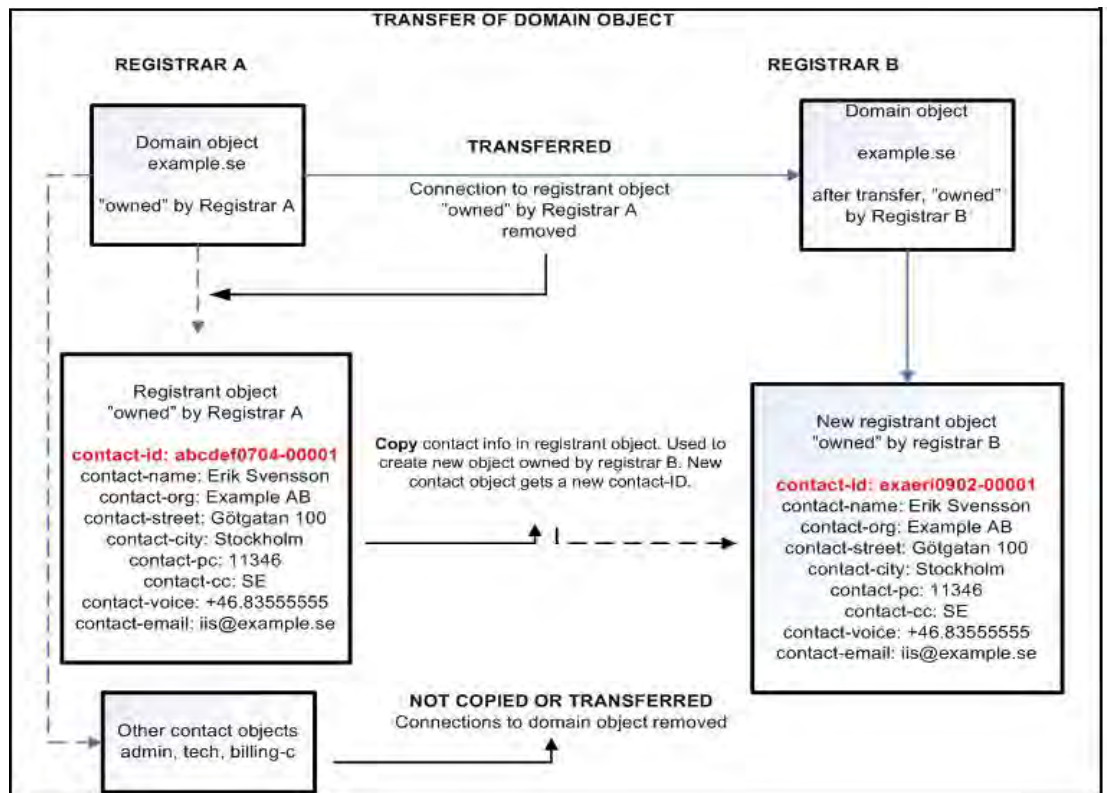 TRANSFER OF DOMAIN OBJECT
REGISTRAR A
REGISTRAR B
Domain object
example.se
"owned" by Registrar A
TRANSFERRED
Connection to registrant object
"owned" by Registrar A
removed
Domain object
example.se
after transfer, "owned"
by Registrar B
Registrant object
"owned" by Registrar A
contact-id: abcdef0704-00001
contact-name: Erik Svensson
contact-org: Example AB
contact-street: Götgatan 100
contact-city: Stockholm
contact-pc: 11346
contact-cc: SE
contact-voice: +46.83555555
contact-email: iis@example.se
Copy contact info in registrant object. Used
to create new object owned by registrar B. New
contact object gets a new contact-ID.
New registrant object
"owned" by registrar B
contact-id: exaeri0902-00001
contact-name: Erik Svensson
contact-org: Example AB
contact-street: Götgatan 100
contact-city: Stockholm
contact-pc: 11346
contact-cc: SE
contact-voice: +46.83555555
contact-email: iis@example.se
Other contact objects
admin, tech, billing-c
NOT COPIED OR TRANSFERRED
Connections to domain object removed